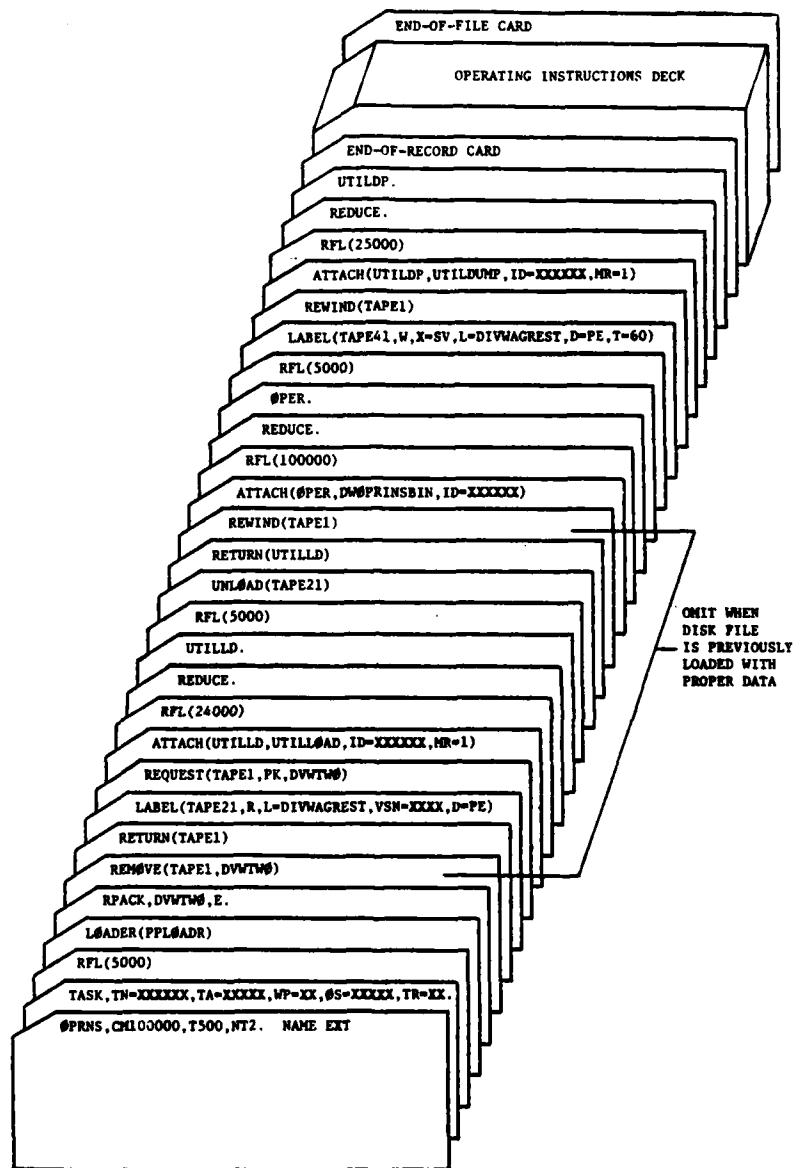 END-OF-FILE CARD
OPERATING INSTRUCTIONS DECK
END-OF-RECORD CARD
UTILDP.
REDUCE.
RFL(25000)
ATTACH(UTILDP,UTILDUMP,ID=XXXXXX,MR=1)
REWIND(TAPE1)
LABEL(TAPE41,W,X=SV,L=DIVWAGREST,D=PE,T=60)
RFL(5000)
ØPER.
REDUCE.
RFL(100000)
ATTACH(ØPER,DWØPRINSBIN,ID=XXXXXX)
REWIND(TAPE1)
RETURN(UTILLD)
UNLØAD(TAPE21)
RFL(5000)
UTILLD.
REDUCE.
RFL(24000)
ATTACH(UTILLD,UTILLØAD,ID=XXXXXX,MR=1)
REQUEST(TAPE1,PK,DVWTWØ)
LABEL(TAPE21,R,L=DIVWAGREST,VSN=XXXX,D=PE)
RETURN(TAPE1)
REMØVE(TAPE1,DVWTWØ)
RPACK,DVWTWØ,E.
LØADER(PPLØADR)
RFL(5000)
TASK,TN=XXXXXX,TA=XXXXX,WP=XX,ØS=XXXXX,TR=XX.
ØPRNS,CM100000,T500,NT2. NAME EXT
OMIT WHEN
DISK FILE
IS PREVIOUSLY
LOADED WITH
PROPER DATA